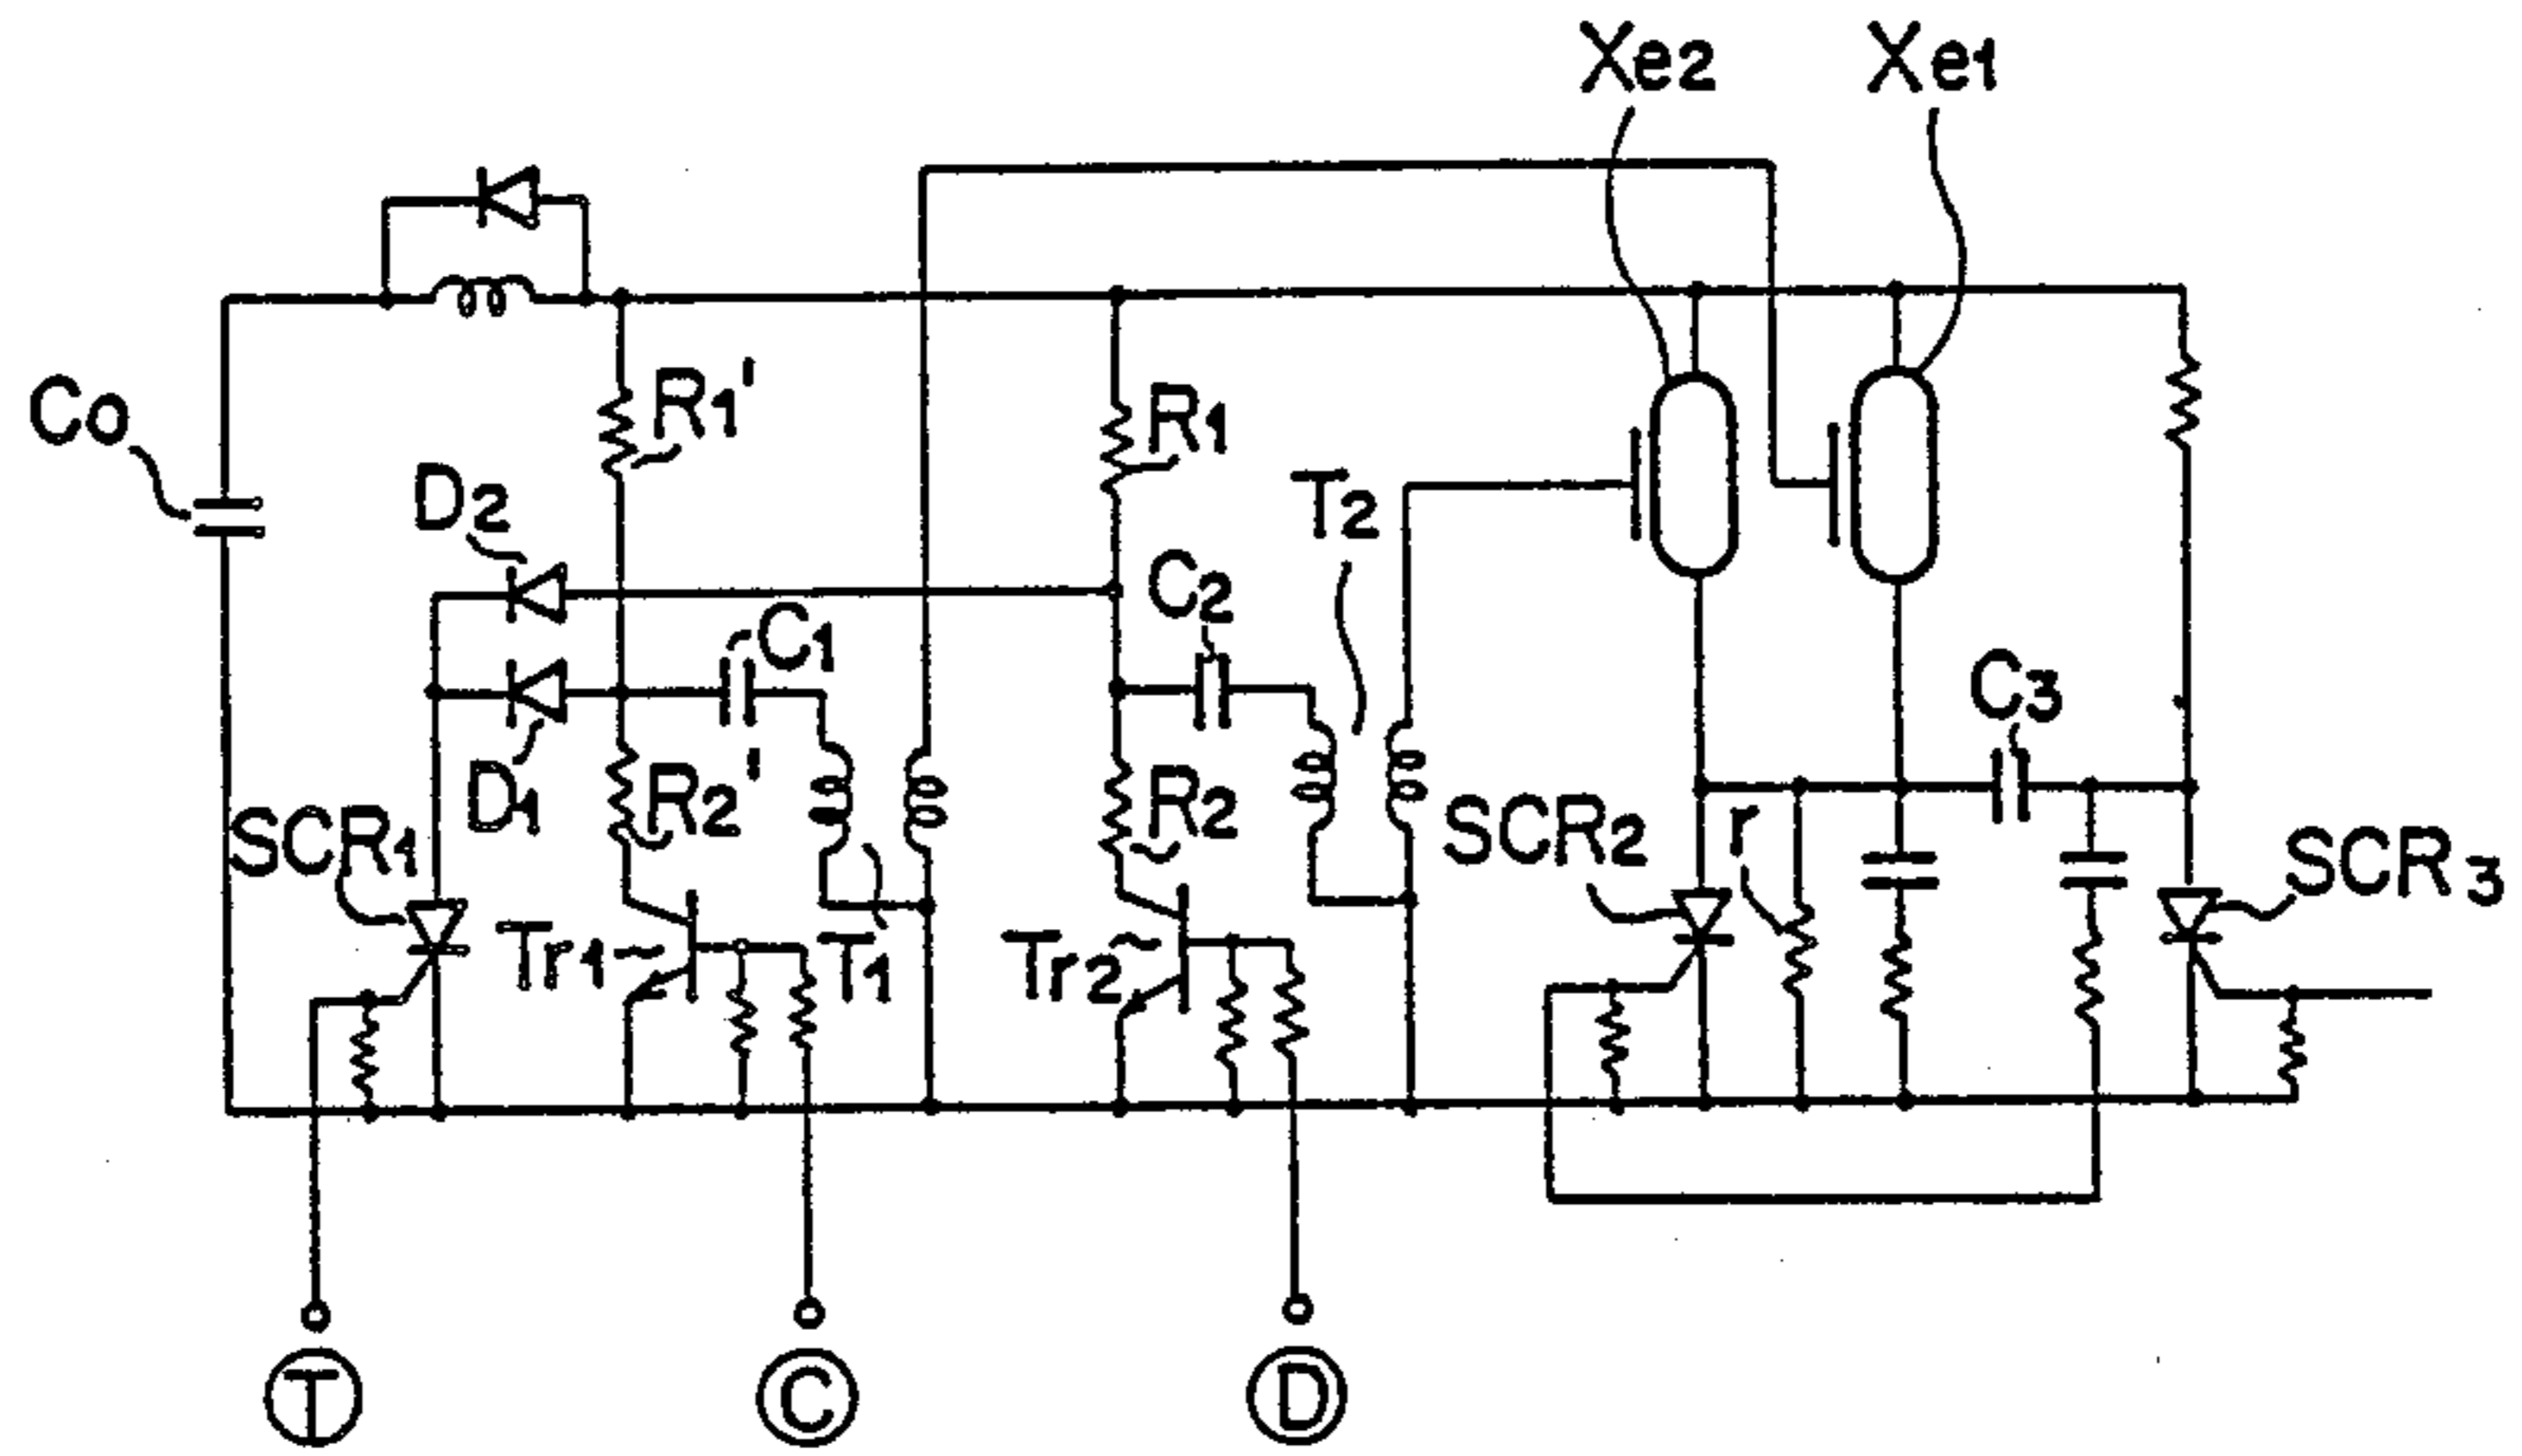 Xe2
Xe1
Co
R1'
R1
D2
T2
C1
C2
C3
D1
R2'
R2
SCR1
SCR2
r
SCR3
Tr1
T1
Tr2
T
C
D